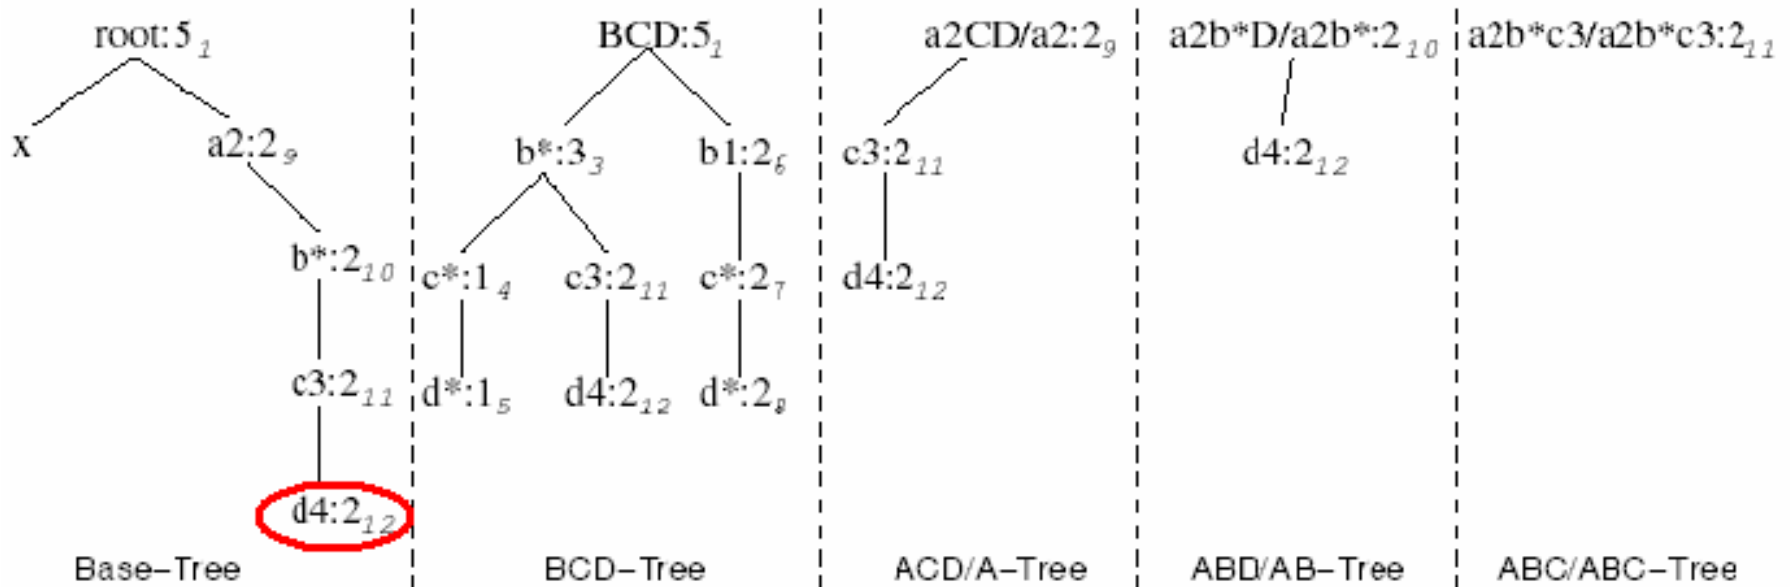 root:5 1 BCD:5 1 a2CD/a2:2 9 a2b*D/a2b*:2 10 a2b*c3/a2b*c3:2 11
x a2:2 9 b*:3 3 b1:2 6 c3:2 11 d4:2 12
b*:2 10 c*:1 4 c3:2 11 c*:2 7 d4:2 12
c3:2 11 d*:1 5 d4:2 12 d*:2 8
d4:2 12
Base-Tree BCD-Tree ACD/A-Tree ABD/AB-Tree ABC/ABC-Tree